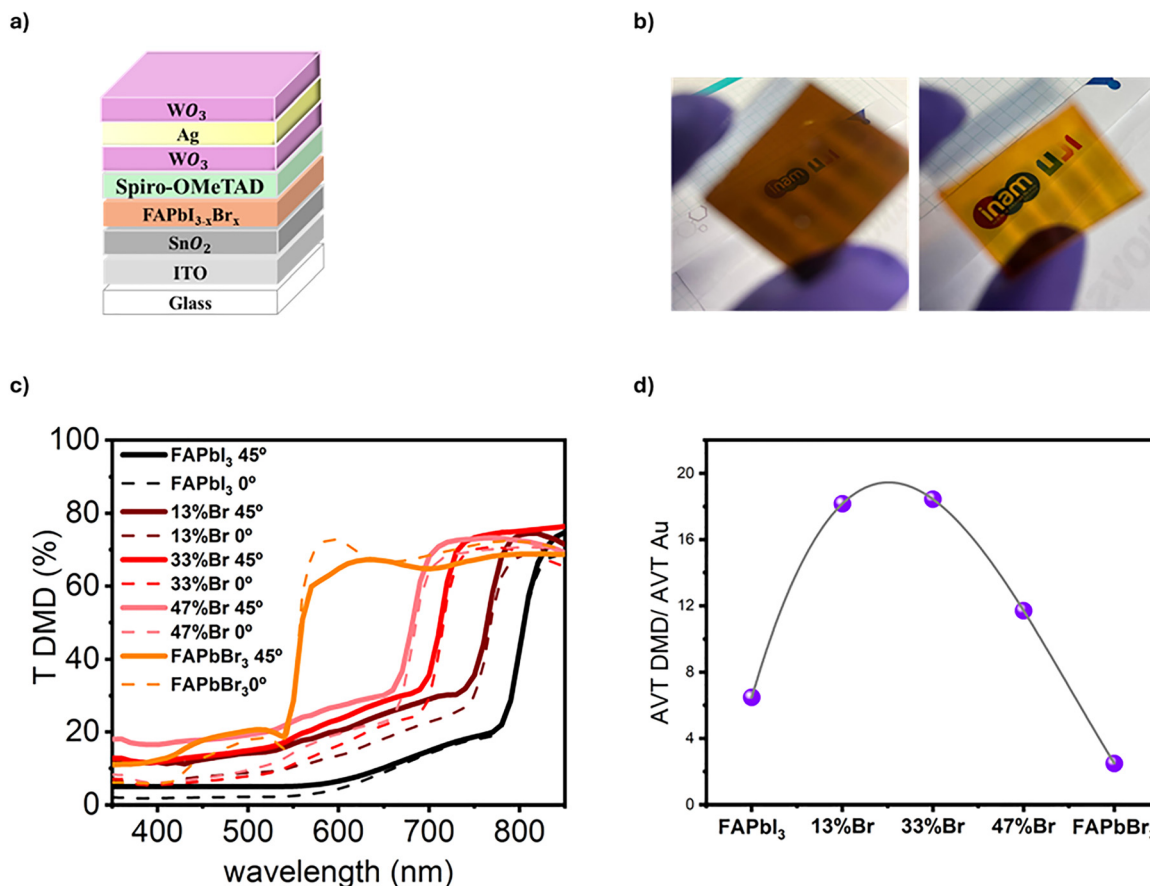 a)
WO₃
Ag
WO₃
Spiro-OMeTAD
FAPbI₃₋ₓBrₓ
SnO₂
ITO
Glass
b)
inam
inam UJI
c)
T DMD (%)
100
80
60
40
20
0
FAPbI₃ 45º
FAPbI₃ 0º
13%Br 45º
13%Br 0º
33%Br 45º
33%Br 0º
47%Br 45º
47%Br 0º
FAPbBr₃ 45º
FAPbBr₃0º
400 500 600 700 800
wavelength (nm)
d)
AVT DMD/ AVT Au
20
16
12
8
4
0
FAPbI₃ 13%Br 33%Br 47%Br FAPbBr